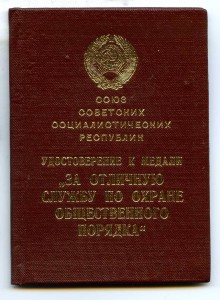 СОЮЗ
СОВЕТСКИХ
СОЦИАЛИСТИЧЕСКИХ
РЕСПУБЛИК
УДОСТОВЕРЕНИЕ К МЕДАЛИ
„ЗА ОТЛИЧНУЮ
СЛУЖБУ ПО ОХРАНЕ
ОБЩЕСТВЕННОГО
ПОРЯДКА“